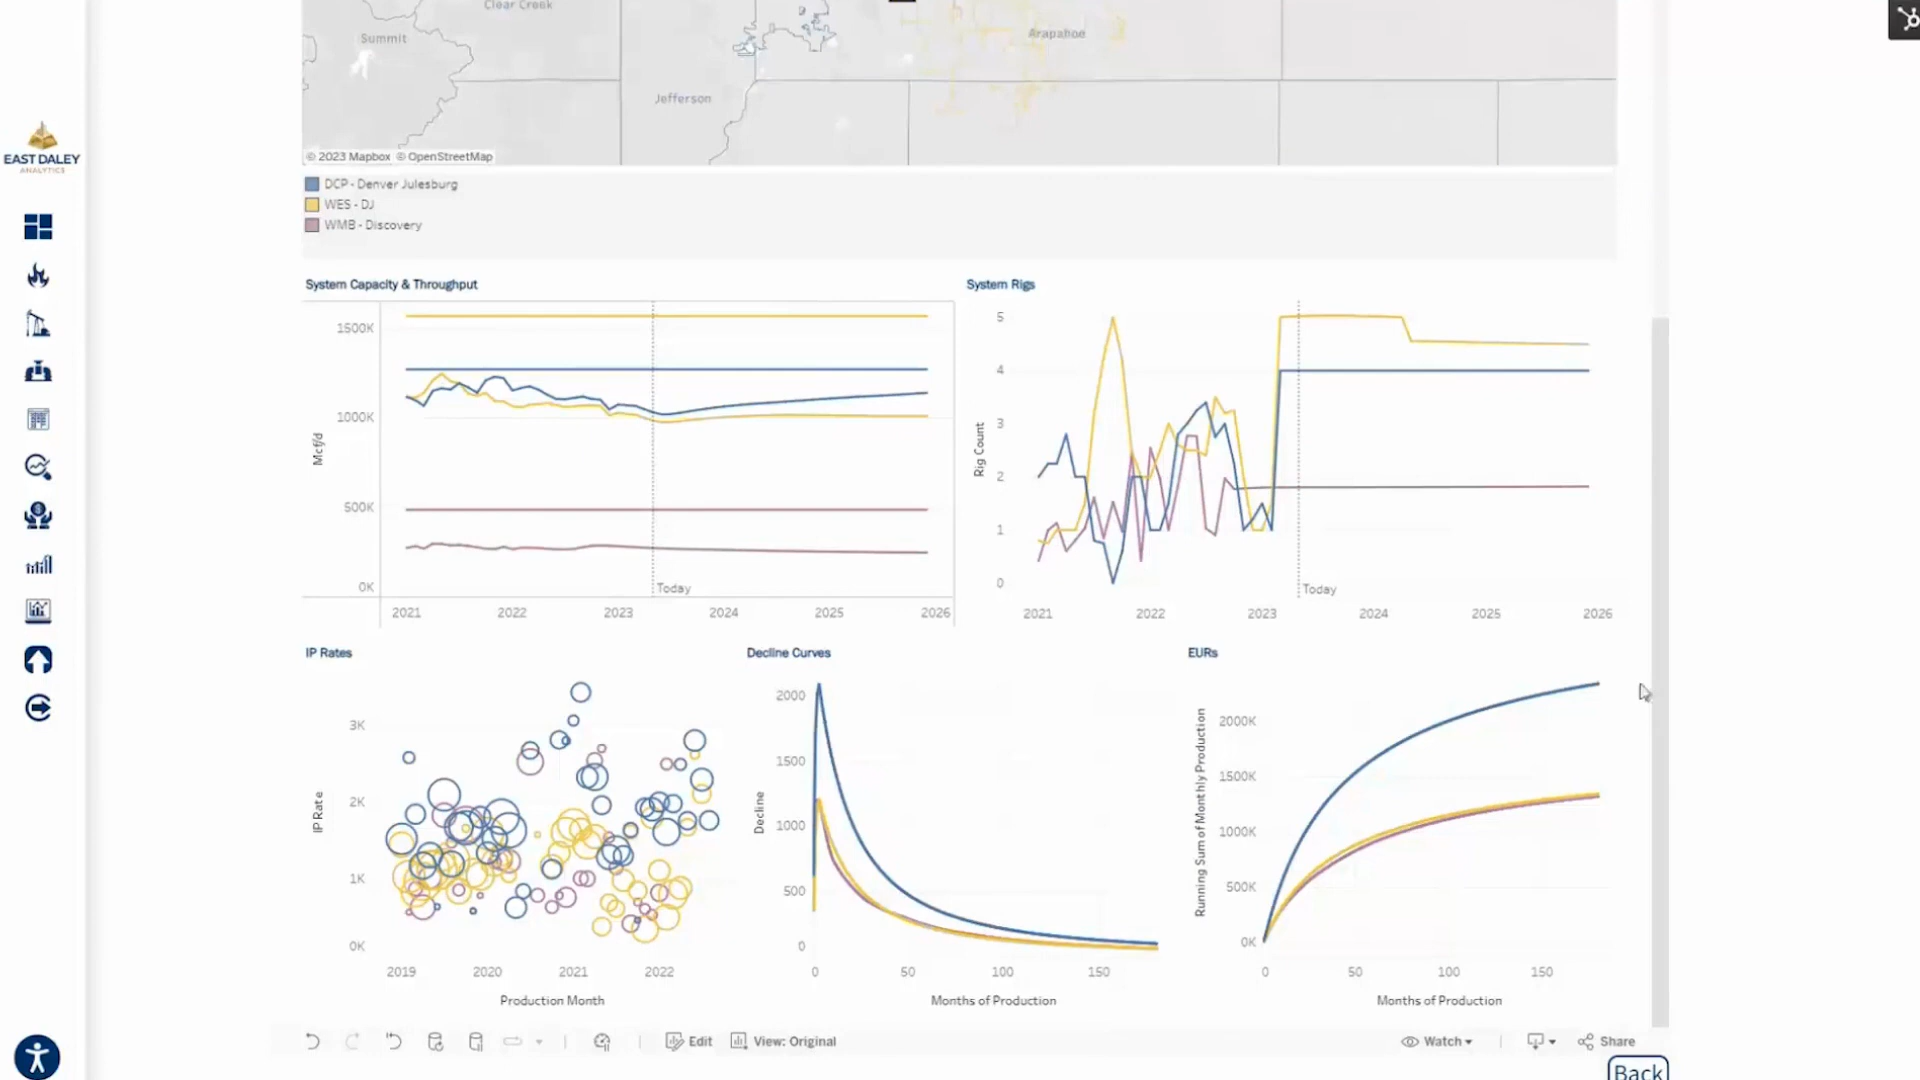 Clear Creek
Summit
Arapahoe
Jefferson
© 2023 Mapbox © OpenStreetMap
EAST DALEY
ANALYTICS
DCP - Denver Julesburg
WES - DJ
WMB - Discovery
System Capacity & Throughput
1500K
1000K
500K
0K
Mcf/d
Today
2021 2022 2023 2024 2025 2026
System Rigs
5
4
3
2
1
0
Rig Count
Today
2021 2022 2023 2024 2025 2026
IP Rates
3K
2K
1K
0K
IP Rate
2019 2020 2021 2022
Production Month
Decline Curves
2000
1500
1000
500
0
Decline
0 50 100 150
Months of Production
EURs
2000K
1500K
1000K
500K
0K
Running Sum of Monthly Production
0 50 100 150
Months of Production
Edit View: Original Watch Share
Back